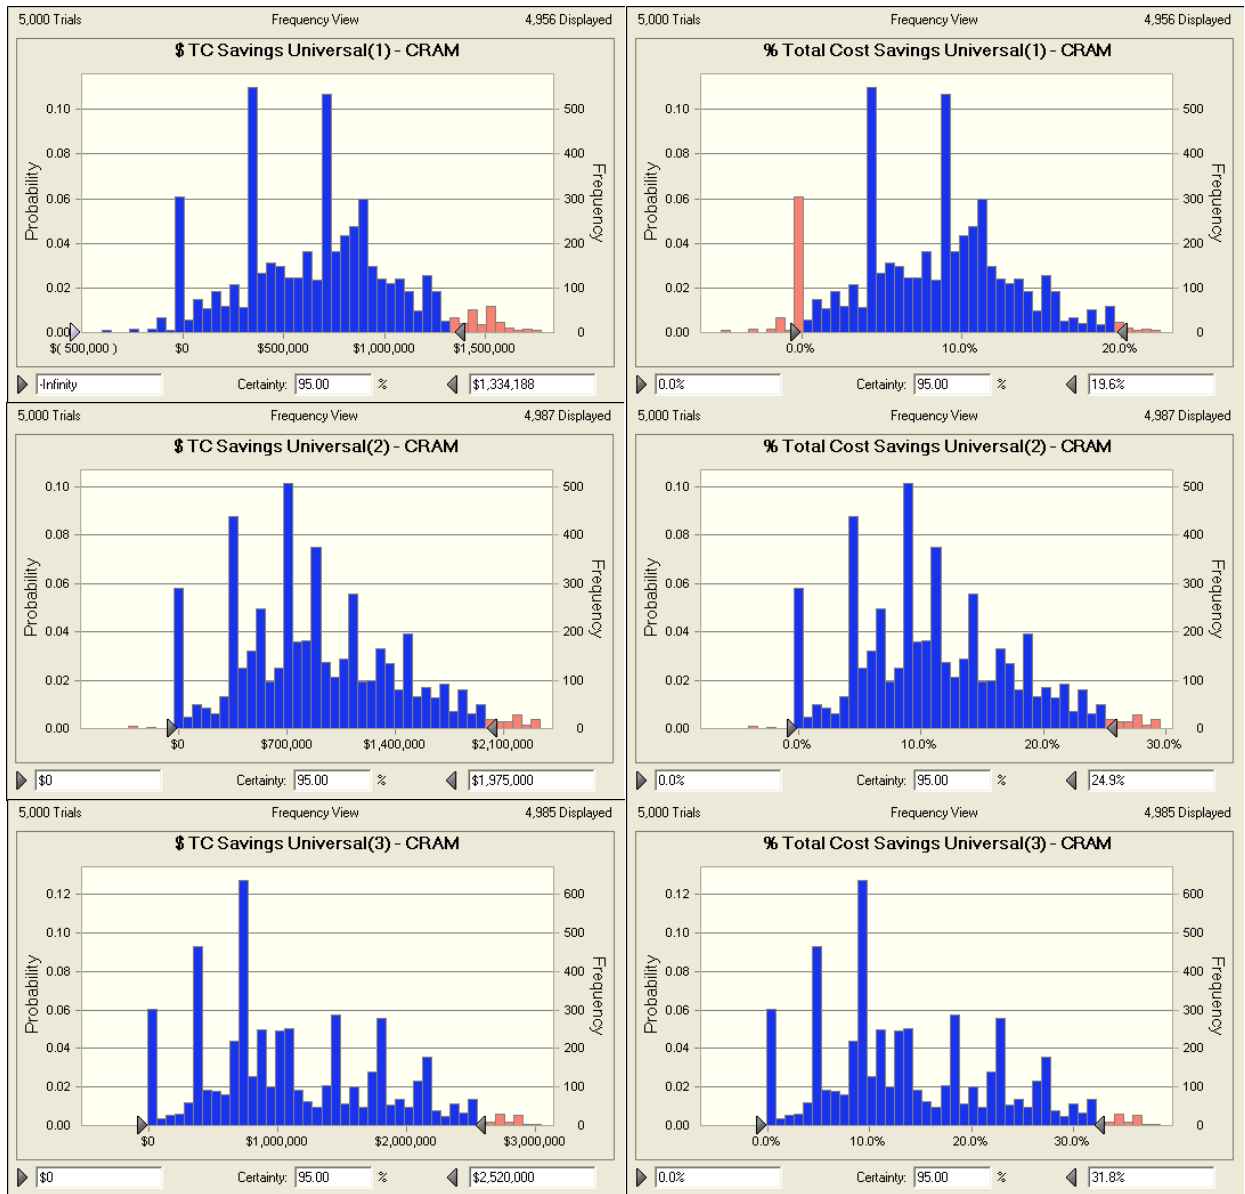 5,000 Trials Frequency View 4,956 Displayed
$ TC Savings Universal(1) - CRAM
Probability
Frequency
0.10 500
0.08 400
0.06 300
0.04 200
0.02 100
0.00 0
$( 500,000 ) $0 $500,000 $1,000,000 $1,500,000
-Infinity Certainty: 95.00 % $1,334,188
5,000 Trials Frequency View 4,956 Displayed
% Total Cost Savings Universal(1) - CRAM
Probability
Frequency
0.10 500
0.08 400
0.06 300
0.04 200
0.02 100
0.00 0
0.0% 10.0% 20.0%
0.0% Certainty: 95.00 % 19.6%
5,000 Trials Frequency View 4,987 Displayed
$ TC Savings Universal(2) - CRAM
Probability
Frequency
0.10 500
0.08 400
0.06 300
0.04 200
0.02 100
0.00 0
$0 $700,000 $1,400,000 $2,100,000
$0 Certainty: 95.00 % $1,975,000
5,000 Trials Frequency View 4,987 Displayed
% Total Cost Savings Universal(2) - CRAM
Probability
Frequency
0.10 500
0.08 400
0.06 300
0.04 200
0.02 100
0.00 0
0.0% 10.0% 20.0% 30.0%
0.0% Certainty: 95.00 % 24.9%
5,000 Trials Frequency View 4,985 Displayed
$ TC Savings Universal(3) - CRAM
Probability
Frequency
0.12 600
0.10 500
0.08 400
0.06 300
0.04 200
0.02 100
0.00 0
$0 $1,000,000 $2,000,000 $3,000,000
$0 Certainty: 95.00 % $2,520,000
5,000 Trials Frequency View 4,985 Displayed
% Total Cost Savings Universal(3) - CRAM
Probability
Frequency
0.12 600
0.10 500
0.08 400
0.06 300
0.04 200
0.02 100
0.00 0
0.0% 10.0% 20.0% 30.0%
0.0% Certainty: 95.00 % 31.8%